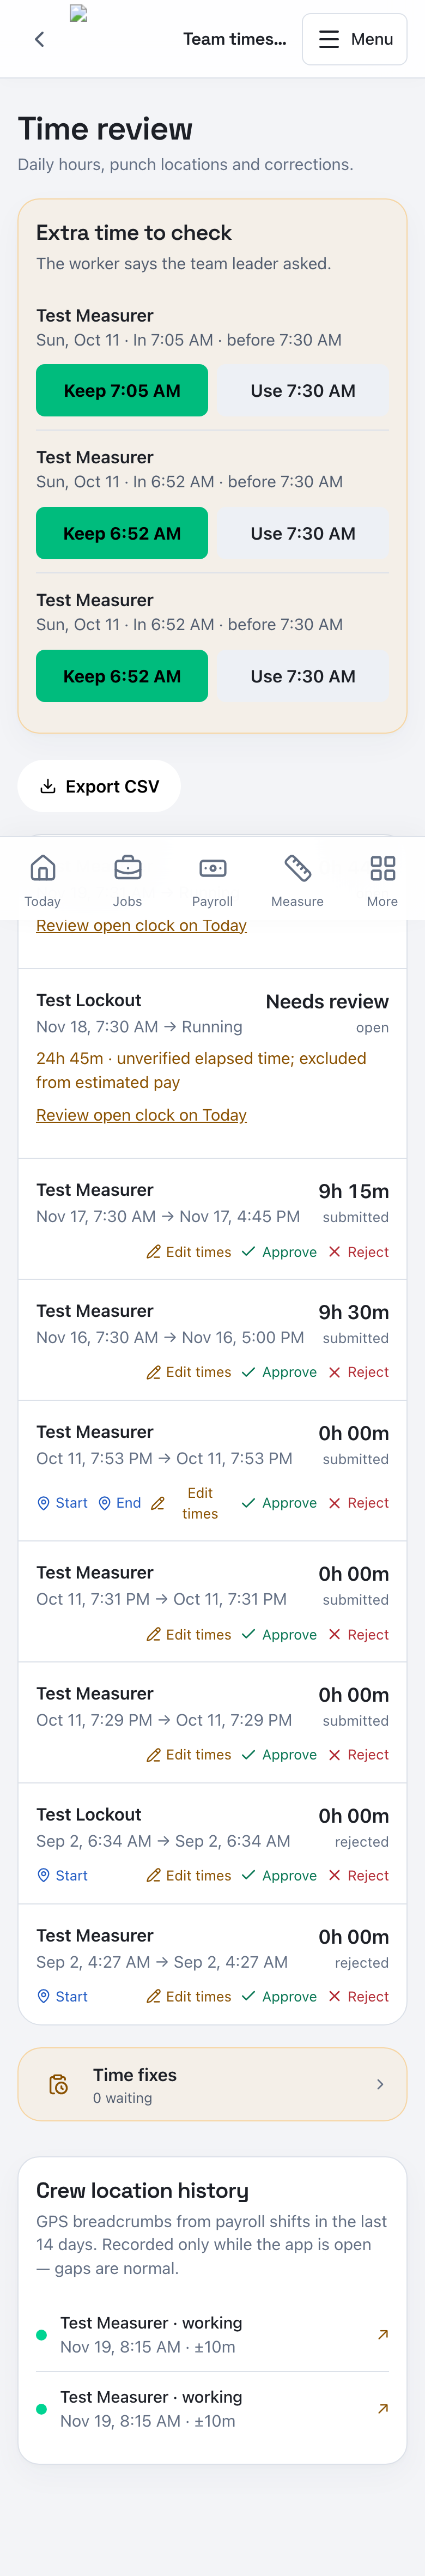 Team times...
Menu
Time review
Daily hours, punch locations and corrections.
Extra time to check
The worker says the team leader asked.
Test Measurer
Sun, Oct 11 · In 7:05 AM · before 7:30 AM
Keep 7:05 AM
Use 7:30 AM
Test Measurer
Sun, Oct 11 · In 6:52 AM · before 7:30 AM
Keep 6:52 AM
Use 7:30 AM
Test Measurer
Sun, Oct 11 · In 6:52 AM · before 7:30 AM
Keep 6:52 AM
Use 7:30 AM
Export CSV
Today
Jobs
Payroll
Measure
More
Review open clock on Today
Test Lockout
Needs review
Nov 18, 7:30 AM → Running
open
24h 45m · unverified elapsed time; excluded
from estimated pay
Review open clock on Today
Test Measurer
9h 15m
Nov 17, 7:30 AM → Nov 17, 4:45 PM
submitted
Edit times
Approve
Reject
Test Measurer
9h 30m
Nov 16, 7:30 AM → Nov 16, 5:00 PM
submitted
Edit times
Approve
Reject
Test Measurer
0h 00m
Oct 11, 7:53 PM → Oct 11, 7:53 PM
submitted
Start
End
Edit
times
Approve
Reject
Test Measurer
0h 00m
Oct 11, 7:31 PM → Oct 11, 7:31 PM
submitted
Edit times
Approve
Reject
Test Measurer
0h 00m
Oct 11, 7:29 PM → Oct 11, 7:29 PM
submitted
Edit times
Approve
Reject
Test Lockout
0h 00m
Sep 2, 6:34 AM → Sep 2, 6:34 AM
rejected
Start
Edit times
Approve
Reject
Test Measurer
0h 00m
Sep 2, 4:27 AM → Sep 2, 4:27 AM
rejected
Start
Edit times
Approve
Reject
Time fixes
0 waiting
Crew location history
GPS breadcrumbs from payroll shifts in the last
14 days. Recorded only while the app is open
— gaps are normal.
Test Measurer · working
Nov 19, 8:15 AM · ±10m
Test Measurer · working
Nov 19, 8:15 AM · ±10m